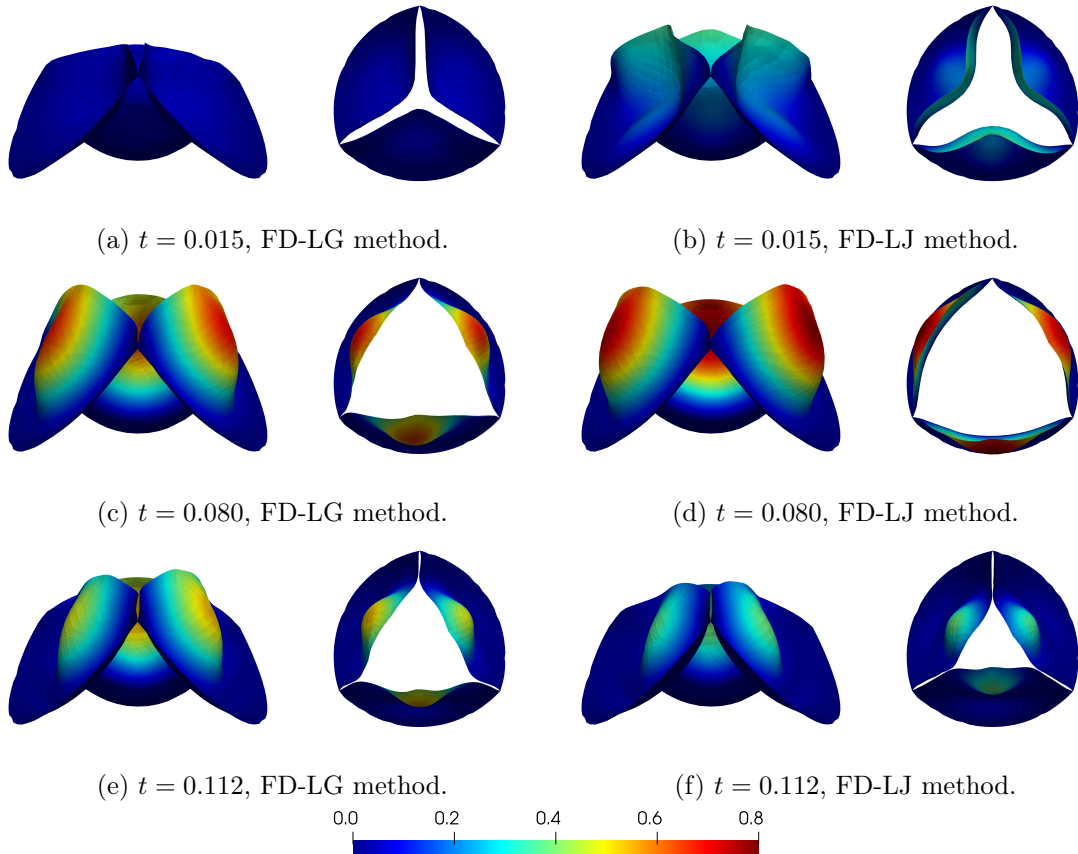 (a) t = 0.015, FD-LG method.
(b) t = 0.015, FD-LJ method.
(c) t = 0.080, FD-LG method.
(d) t = 0.080, FD-LJ method.
(e) t = 0.112, FD-LG method.
(f) t = 0.112, FD-LJ method.
0.0 0.2 0.4 0.6 0.8